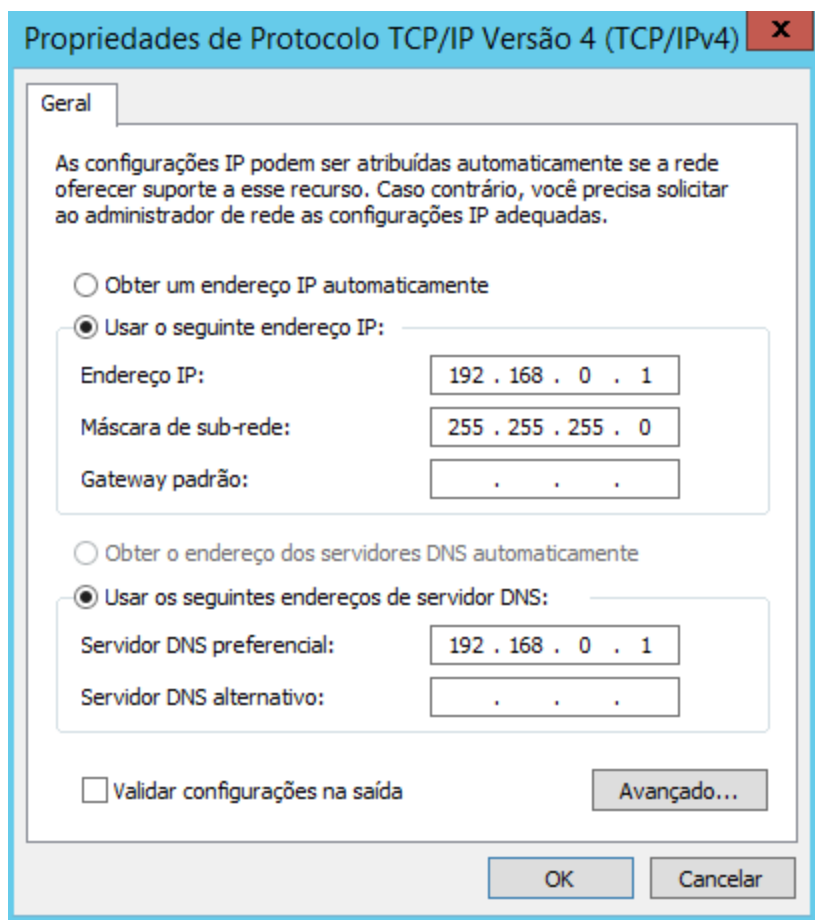 Propriedades de Protocolo TCP/IP Versão 4 (TCP/IPv4)
x
Geral
As configurações IP podem ser atribuídas automaticamente se a rede
oferecer suporte a esse recurso. Caso contrário, você precisa solicitar
ao administrador de rede as configurações IP adequadas.
Obter um endereço IP automaticamente
Usar o seguinte endereço IP:
Endereço IP: 192 . 168 . 0 . 1
Máscara de sub-rede: 255 . 255 . 255 . 0
Gateway padrão: . . .
Obter o endereço dos servidores DNS automaticamente
Usar os seguintes endereços de servidor DNS:
Servidor DNS preferencial: 192 . 168 . 0 . 1
Servidor DNS alternativo: . . .
Validar configurações na saída Avançado...
OK Cancelar